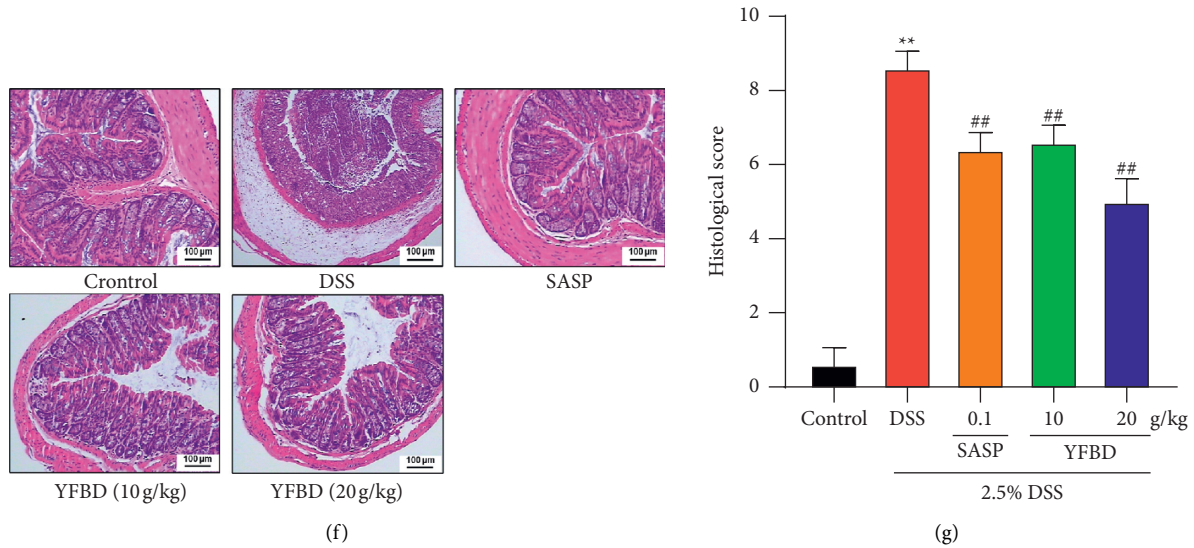 100 µm
100 µm
100 µm
Crontrol
DSS
SASP
100 µm
100 µm
YFBD (10 g/kg)
YFBD (20 g/kg)
(f)
Histological score
10
8
6
4
2
0
**
##
##
##
Control
DSS
0.1
10
20
g/kg
SASP
YFBD
2.5% DSS
(g)